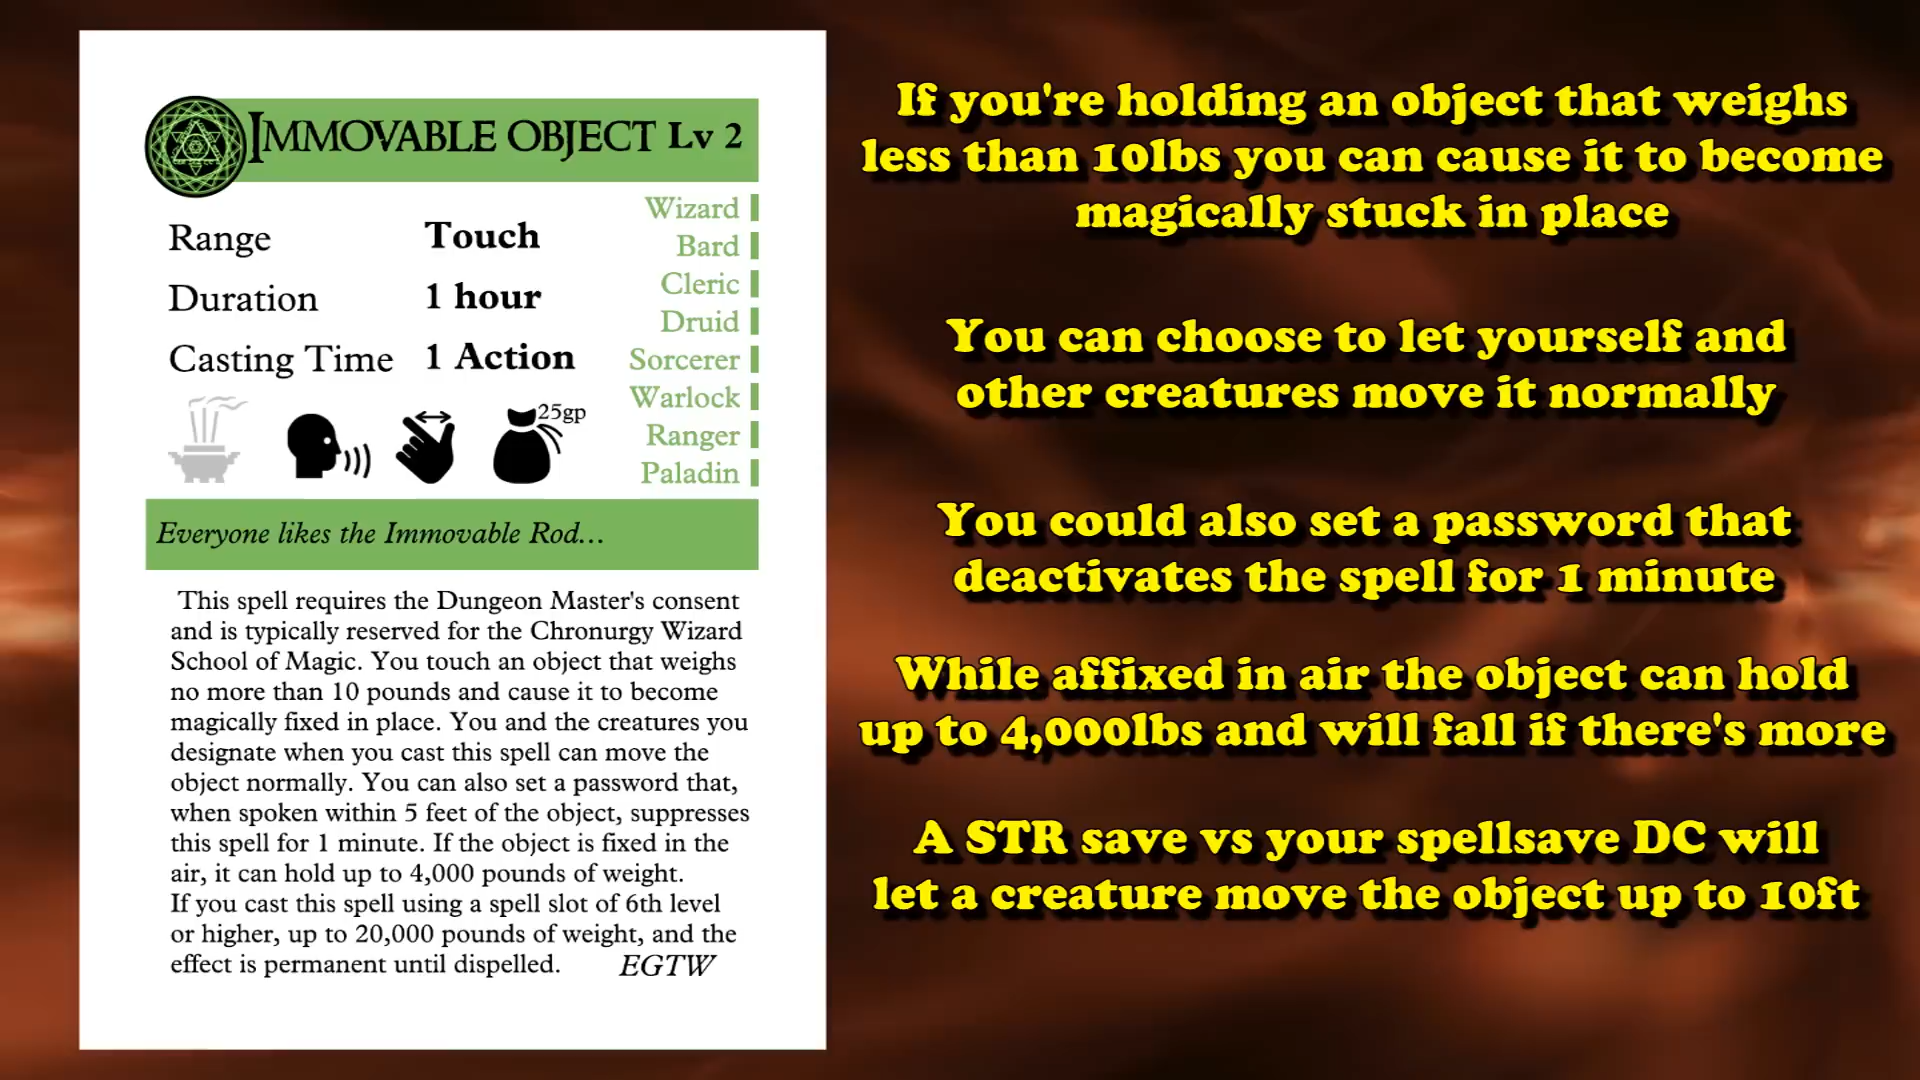 IMMOVABLE OBJECT Lv 2
Range Touch
Duration 1 hour
Casting Time 1 Action
25gp
Wizard
Bard
Cleric
Druid
Sorcerer
Warlock
Ranger
Paladin
Everyone likes the Immovable Rod...
This spell requires the Dungeon Master's consent
and is typically reserved for the Chronurgy Wizard
School of Magic. You touch an object that weighs
no more than 10 pounds and cause it to become
magically fixed in place. You and the creatures you
designate when you cast this spell can move the
object normally. You can also set a password that,
when spoken within 5 feet of the object, suppresses
this spell for 1 minute. If the object is fixed in the
air, it can hold up to 4,000 pounds of weight.
If you cast this spell using a spell slot of 6th level
or higher, up to 20,000 pounds of weight, and the
effect is permanent until dispelled. EGTW
If you're holding an object that weighs
less than 10lbs you can cause it to become
magically stuck in place
You can choose to let yourself and
other creatures move it normally
You could also set a password that
deactivates the spell for 1 minute
While affixed in air the object can hold
up to 4,000lbs and will fall if there's more
A STR save vs your spellsave DC will
let a creature move the object up to 10ft